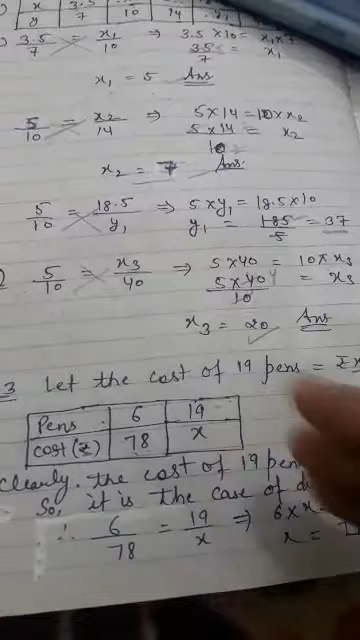 x 3.5 10 14 y1
y 7
3.5/7 = x1/10 ⇒ 3.5 × 10 = x1 × 7
35/7 = x1
x1 = 5 Ans
5/10 = x2/14 ⇒ 5 × 14 = 10 × x2
5 × 14/10 = x2
x2 = 7 Ans.
5/10 = 18.5/y1 ⇒ 5 × y1 = 18.5 × 10
y1 = 185/5 = 37
5/10 = x3/40 ⇒ 5 × 40 = 10 × x3
5 × 40/10 = x3
x3 = 20 Ans
3 Let the cost of 19 pens = ₹ x
Pens 6 19
cost (₹) 78 x
Clearly, the cost of 19 pen
So, it is the case of
∴ 6/78 = 19/x ⇒ 6 × x =
x =